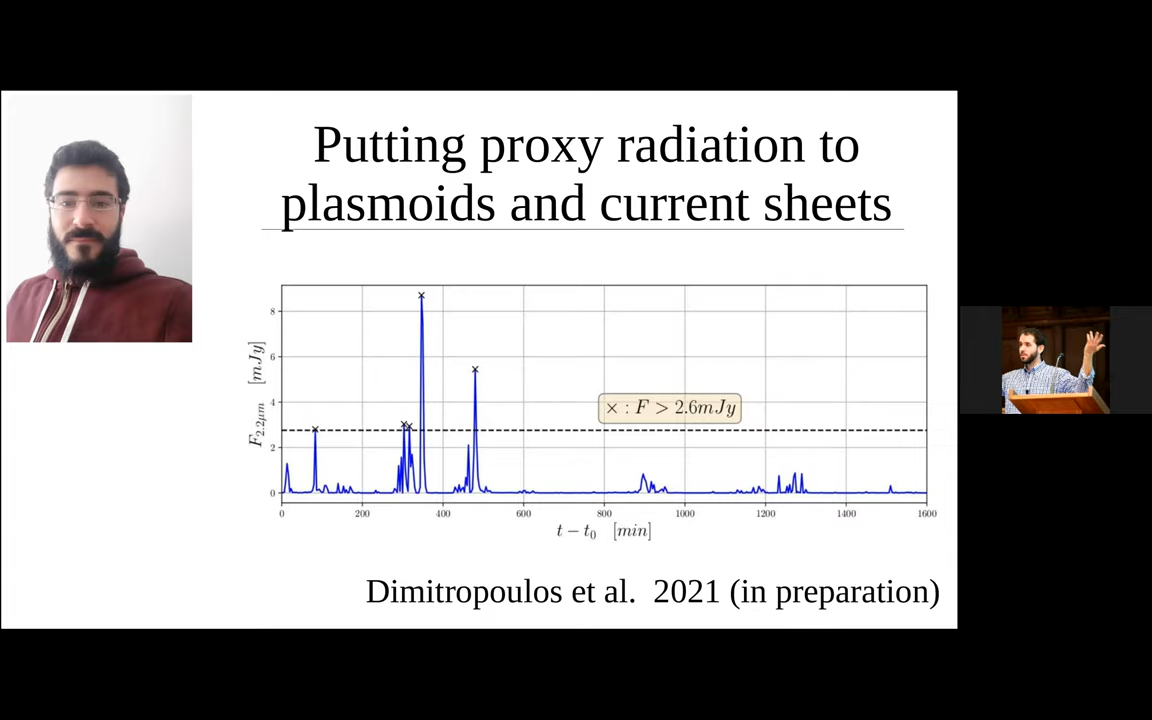 Putting proxy radiation to
plasmoids and current sheets
8
6
4
2
0
F2.2μm [mJy]
× : F > 2.6mJy
0 200 400 600 800 1000 1200 1400 1600
t − t0 [min]
Dimitropoulos et al. 2021 (in preparation)